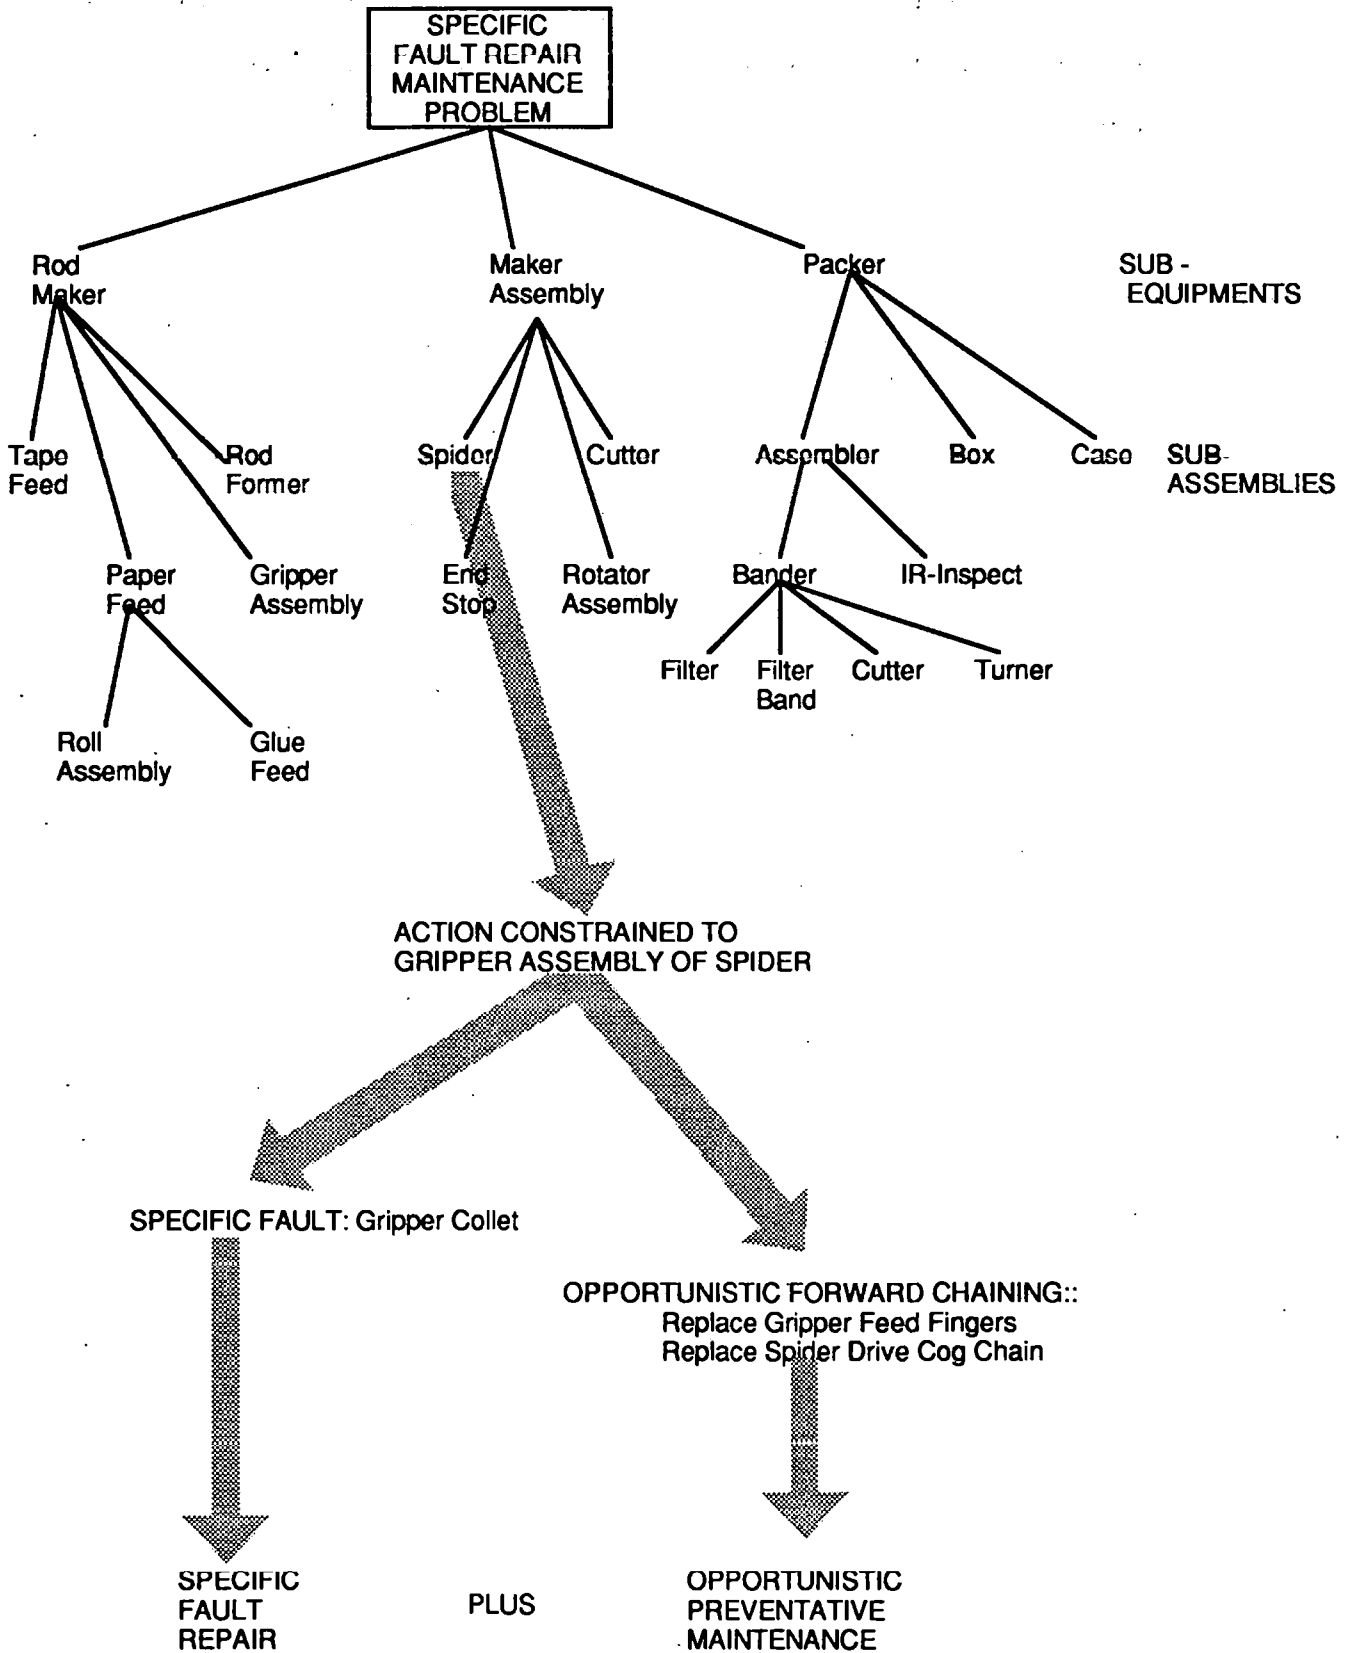 SPECIFIC
FAULT REPAIR
MAINTENANCE
PROBLEM
Rod
Maker
Maker
Assembly
Packer
SUB -
EQUIPMENTS
Tape
Feed
Rod
Former
Spider
Cutter
Assembler
Box
Case
SUB-
ASSEMBLIES
Paper
Feed
Gripper
Assembly
End
Stop
Rotator
Assembly
Bander
IR-Inspect
Filter
Filter
Band
Cutter
Turner
Roll
Assembly
Glue
Feed
ACTION CONSTRAINED TO
GRIPPER ASSEMBLY OF SPIDER
SPECIFIC FAULT: Gripper Collet
OPPORTUNISTIC FORWARD CHAINING::
Replace Gripper Feed Fingers
Replace Spider Drive Cog Chain
SPECIFIC
FAULT
REPAIR
PLUS
OPPORTUNISTIC
PREVENTATIVE
MAINTENANCE